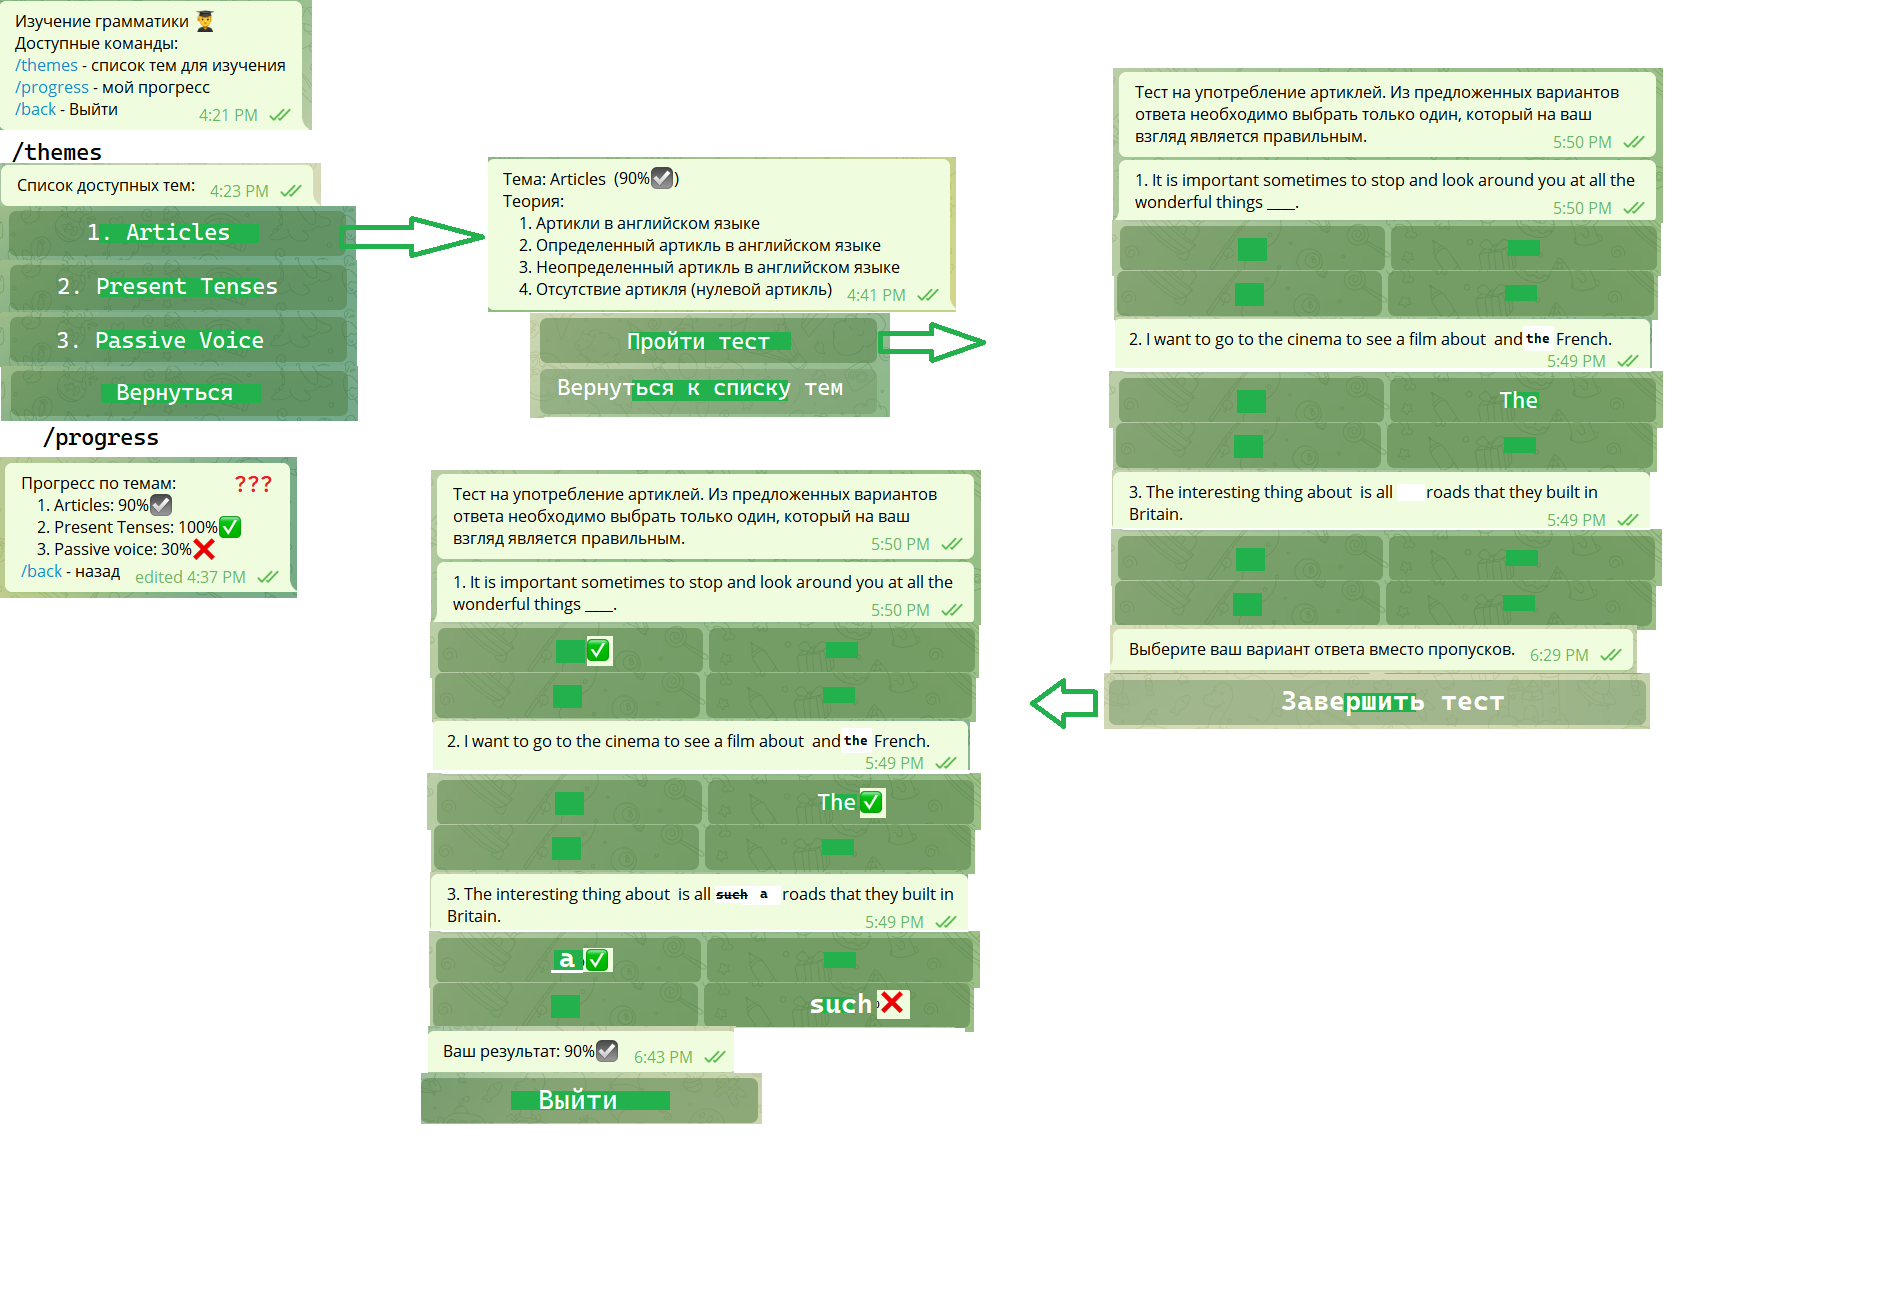 Изучение грамматики
Доступные команды:
/themes - список тем для изучения
/progress - мой прогресс
/back - Выйти
4:21 PM
/themes
Список доступных тем:
4:23 PM
1. Articles
2. Present Tenses
3. Passive Voice
Вернуться
/progress
Прогресс по темам:
???
1. Articles: 90%
2. Present Tenses: 100%
3. Passive voice: 30%
/back - назад
edited 4:37 PM
Тема: Articles (90%)
Теория:
1. Артикли в английском языке
2. Определенный артикль в английском языке
3. Неопределенный артикль в английском языке
4. Отсутствие артикля (нулевой артикль)
4:41 PM
Пройти тест
Вернуться к списку тем
Тест на употребление артиклей. Из предложенных вариантов
ответа необходимо выбрать только один, который на ваш
взгляд является правильным.
5:50 PM
1. It is important sometimes to stop and look around you at all the
wonderful things ____.
5:50 PM
2. I want to go to the cinema to see a film about and the French.
5:49 PM
The
3. The interesting thing about is all roads that they built in
Britain.
5:49 PM
Выберите ваш вариант ответа вместо пропусков.
6:29 PM
Завершить тест
Тест на употребление артиклей. Из предложенных вариантов
ответа необходимо выбрать только один, который на ваш
взгляд является правильным.
5:50 PM
1. It is important sometimes to stop and look around you at all the
wonderful things ____.
5:50 PM
2. I want to go to the cinema to see a film about and the French.
5:49 PM
The
3. The interesting thing about is all such a roads that they built in
Britain.
5:49 PM
a
such
Ваш результат: 90%
6:43 PM
Выйти